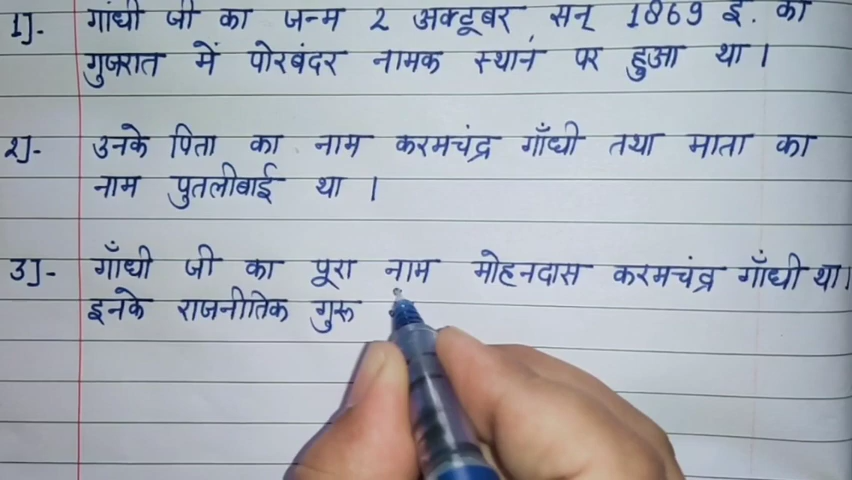 1]- गांधी जी का जन्म 2 अक्टूबर सन् 1869 ई. को
गुजरात में पोरबंदर नामक स्थान पर हुआ था ।
2]- उनके पिता का नाम करमचंद्र गाँधी तथा माता का
नाम पुतलीबाई था ।
3]- गाँधी जी का पूरा नाम मोहनदास करमचंद्र गाँधी था।
इनके राजनीतिक गुरू